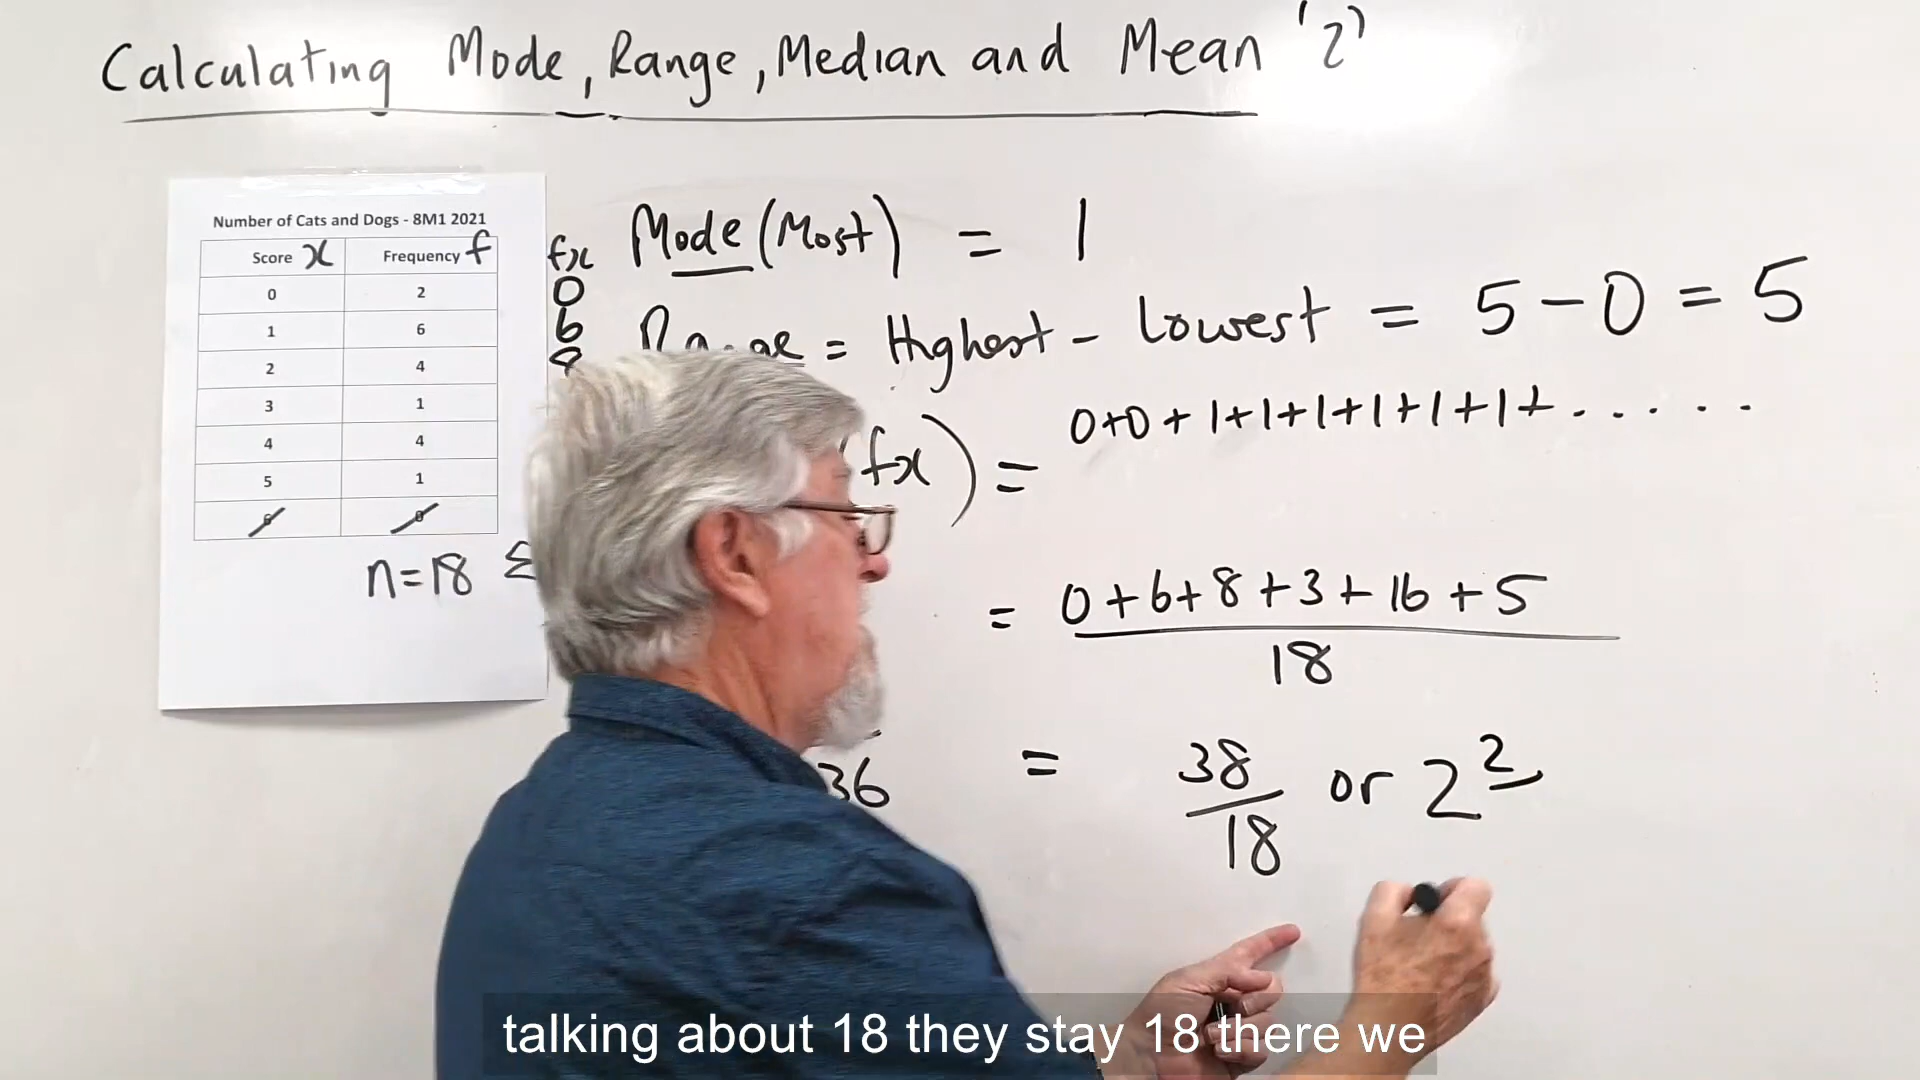 Calculating Mode, Range, Median and Mean '2'
Number of Cats and Dogs - 8M1 2021
Score x Frequency f fx
0 2 0
1 6 6
2 4
3 1
4 4
5 1
6 0
n=18 Σ
Mode (Most) = 1
Range = Highest - Lowest = 5-0 = 5
(fx) = 0+0+1+1+1+1+1+1+.....
= 0+6+8+3+16+5
18
36 = 38/18 or 2 2
talking about 18 they stay 18 there we